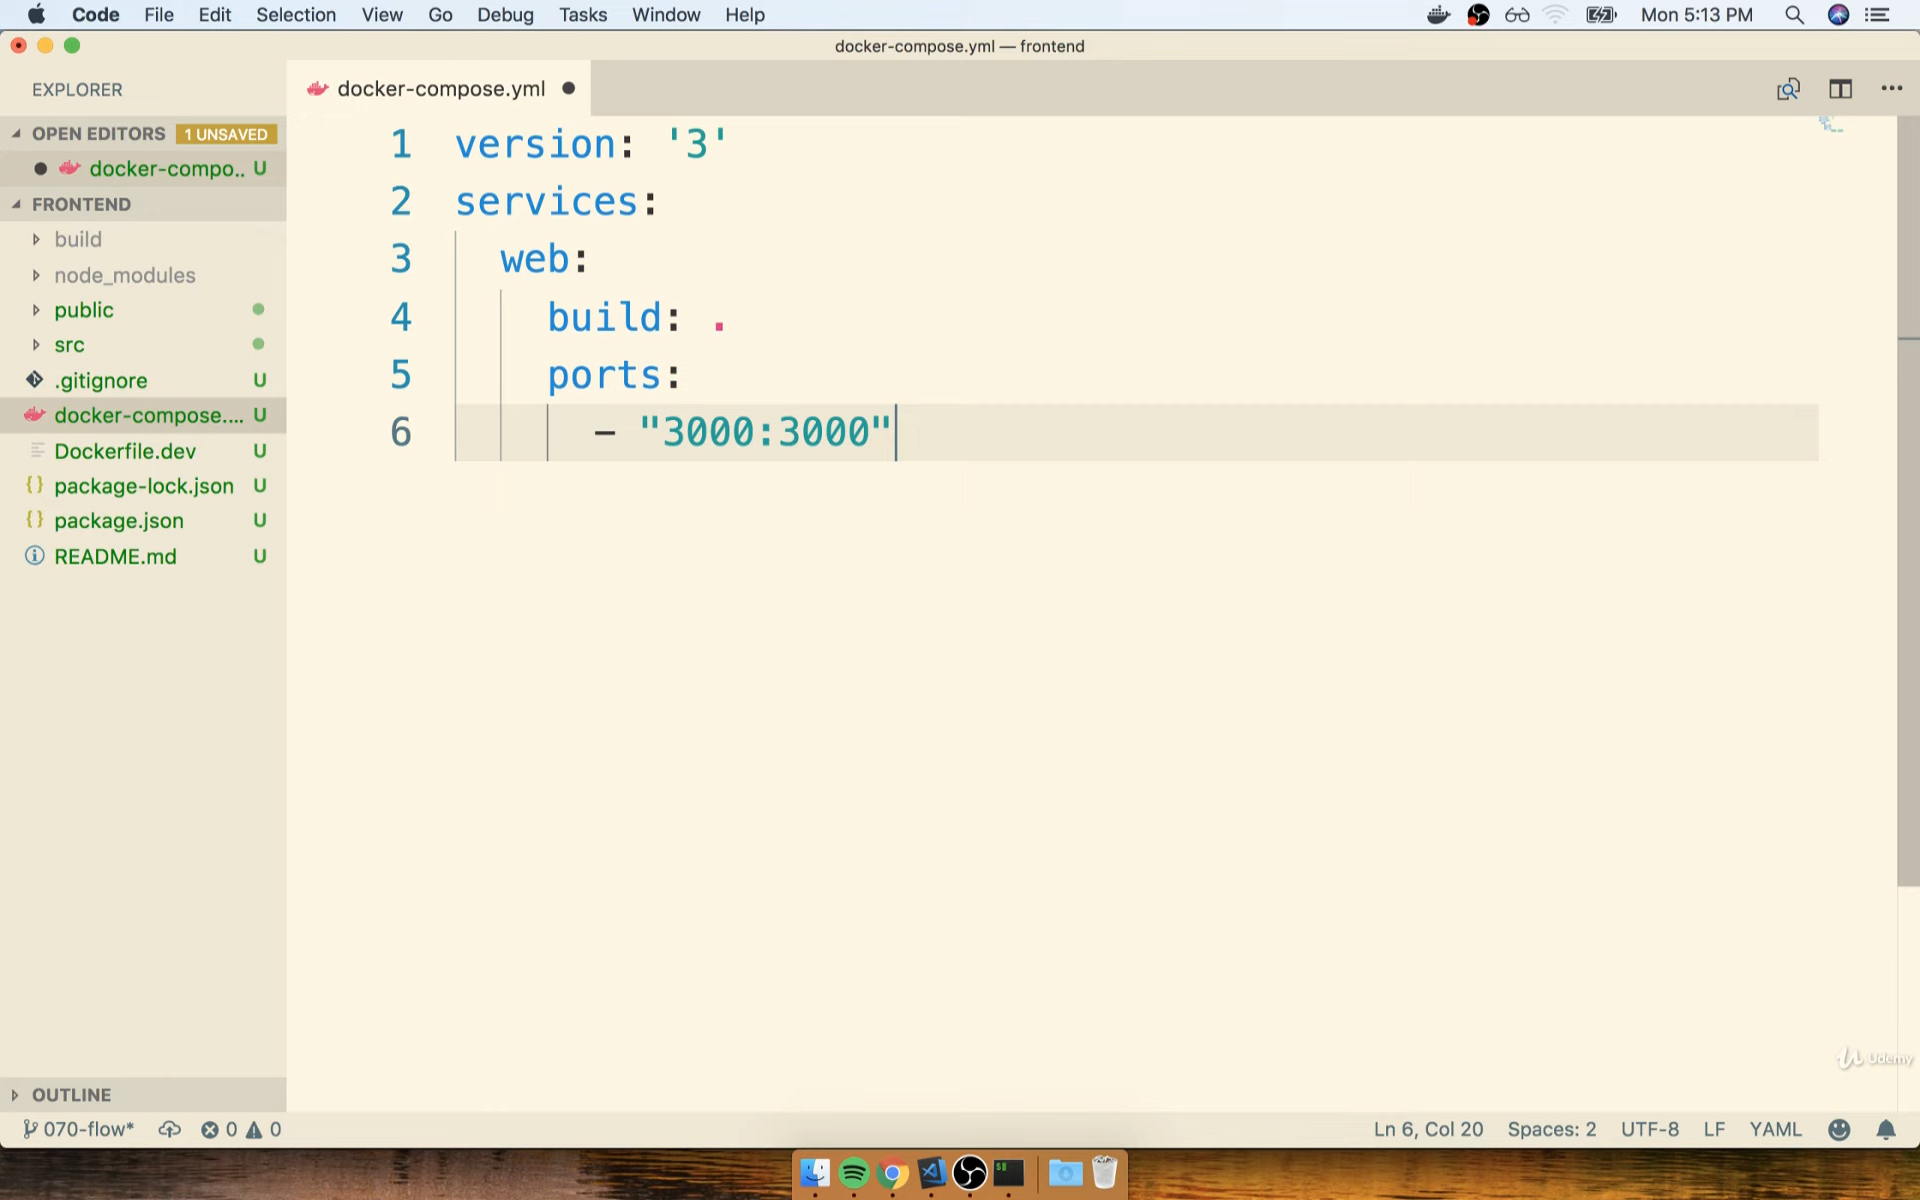 Code File Edit Selection View Go Debug Tasks Window Help Mon 5:13 PM
docker-compose.yml — frontend
EXPLORER
docker-compose.yml
OPEN EDITORS 1 UNSAVED
docker-compo.. U
FRONTEND
build
node_modules
public
src
.gitignore U
docker-compose.... U
Dockerfile.dev U
package-lock.json U
package.json U
README.md U
1 version: '3'
2 services:
3 web:
4 build: .
5 ports:
6 - "3000:3000"
Udemy
OUTLINE
070-flow* 0 0 Ln 6, Col 20 Spaces: 2 UTF-8 LF YAML